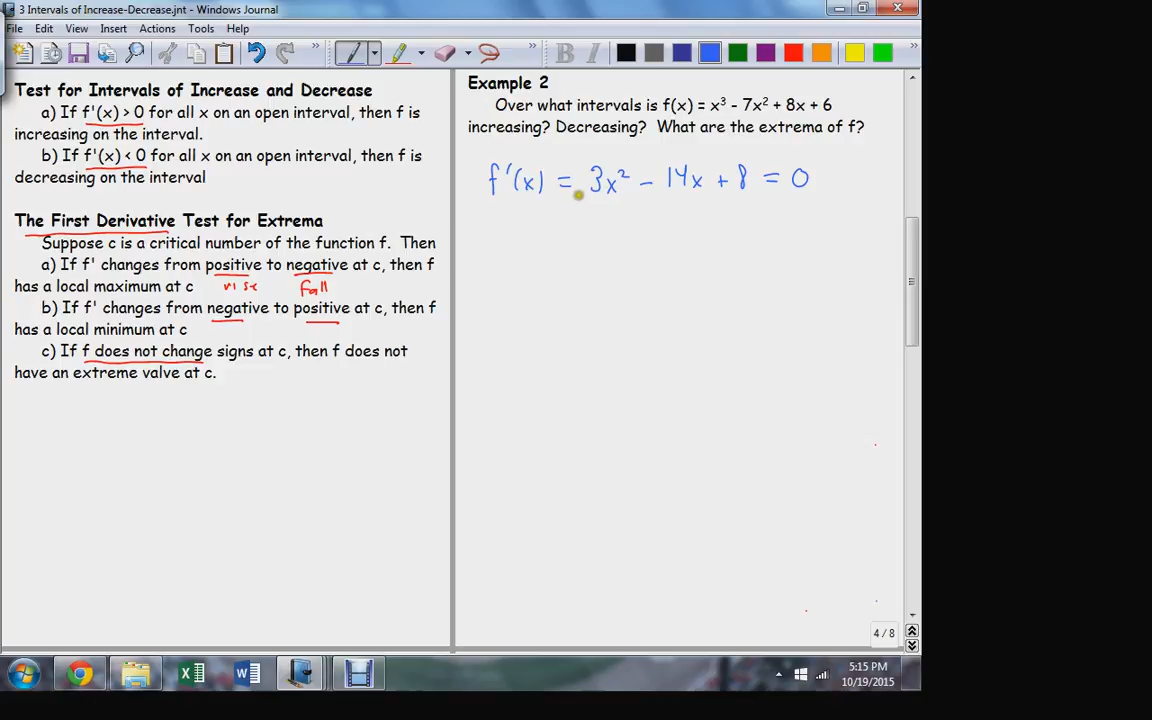 3 Intervals of Increase-Decrease.jnt - Windows Journal
File Edit View Insert Actions Tools Help
Test for Intervals of Increase and Decrease
a) If f'(x) > 0 for all x on an open interval, then f is
increasing on the interval.
b) If f'(x) < 0 for all x on an open interval, then f is
decreasing on the interval
The First Derivative Test for Extrema
Suppose c is a critical number of the function f. Then
a) If f' changes from positive to negative at c, then f
has a local maximum at c
rise fall
b) If f' changes from negative to positive at c, then f
has a local minimum at c
c) If f does not change signs at c, then f does not
have an extreme valve at c.
Example 2
Over what intervals is f(x) = x³ - 7x² + 8x + 6
increasing? Decreasing? What are the extrema of f?
f'(x) = 3x² - 14x + 8 = 0
4 / 8
5:15 PM
10/19/2015